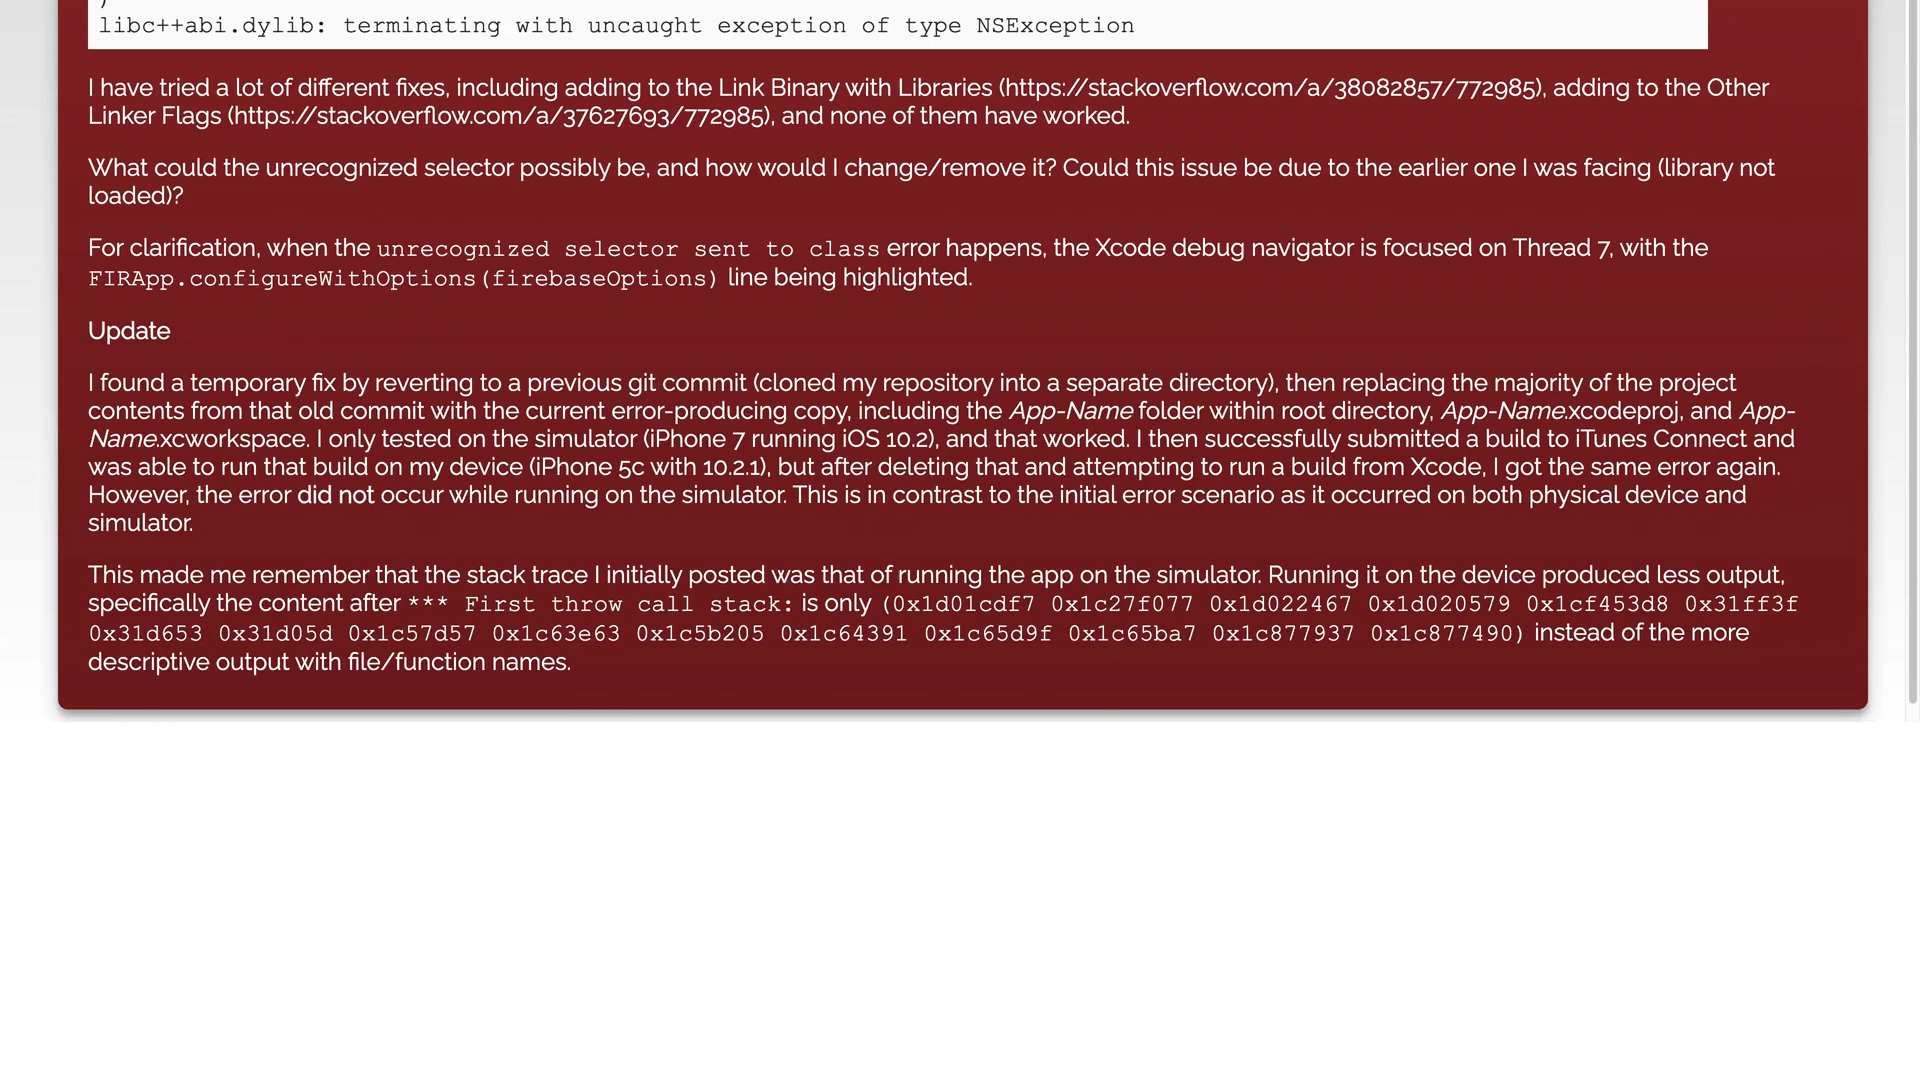 libc++abi.dylib: terminating with uncaught exception of type NSException
I have tried a lot of different fixes, including adding to the Link Binary with Libraries (https://stackoverflow.com/a/38082857/772985), adding to the Other
Linker Flags (https://stackoverflow.com/a/37627693/772985), and none of them have worked.
What could the unrecognized selector possibly be, and how would I change/remove it? Could this issue be due to the earlier one I was facing (library not
loaded)?
For clarification, when the unrecognized selector sent to class error happens, the Xcode debug navigator is focused on Thread 7, with the
FIRApp.configureWithOptions(firebaseOptions) line being highlighted.
Update
I found a temporary fix by reverting to a previous git commit (cloned my repository into a separate directory), then replacing the majority of the project
contents from that old commit with the current error-producing copy, including the App-Name folder within root directory, App-Name.xcodeproj, and App-
Name.xcworkspace. I only tested on the simulator (iPhone 7 running iOS 10.2), and that worked. I then successfully submitted a build to iTunes Connect and
was able to run that build on my device (iPhone 5c with 10.2.1), but after deleting that and attempting to run a build from Xcode, I got the same error again.
However, the error did not occur while running on the simulator. This is in contrast to the initial error scenario as it occurred on both physical device and
simulator.
This made me remember that the stack trace I initially posted was that of running the app on the simulator. Running it on the device produced less output,
specifically the content after *** First throw call stack: is only (0x1d01cdf7 0x1c27f077 0x1d022467 0x1d020579 0x1cf453d8 0x31ff3f
0x31d653 0x31d05d 0x1c57d57 0x1c63e63 0x1c5b205 0x1c64391 0x1c65d9f 0x1c65ba7 0x1c877937 0x1c877490) instead of the more
descriptive output with file/function names.